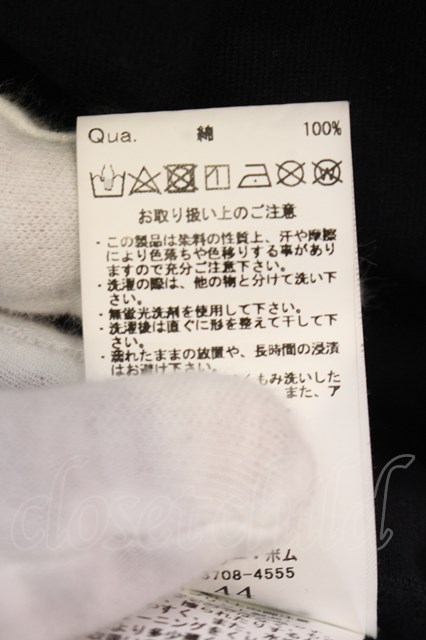 Qua. 綿 100%
お取り扱い上のご注意
・この製品は染料の性質上、汗や摩擦
により色落ちや色移りする事があり
ますので充分ご注意下さい。
・洗濯の際は、他の物と分けて洗い下
さい。
・無蛍光洗剤を使用して下さい。
・洗濯後は直ぐに形を整えて干して下
さい。
・濡れたままの放置や、長時間の浸漬
はお避け下さい。
くもみ洗いした
また、ア
closet child
ー・ボム
3708-4555